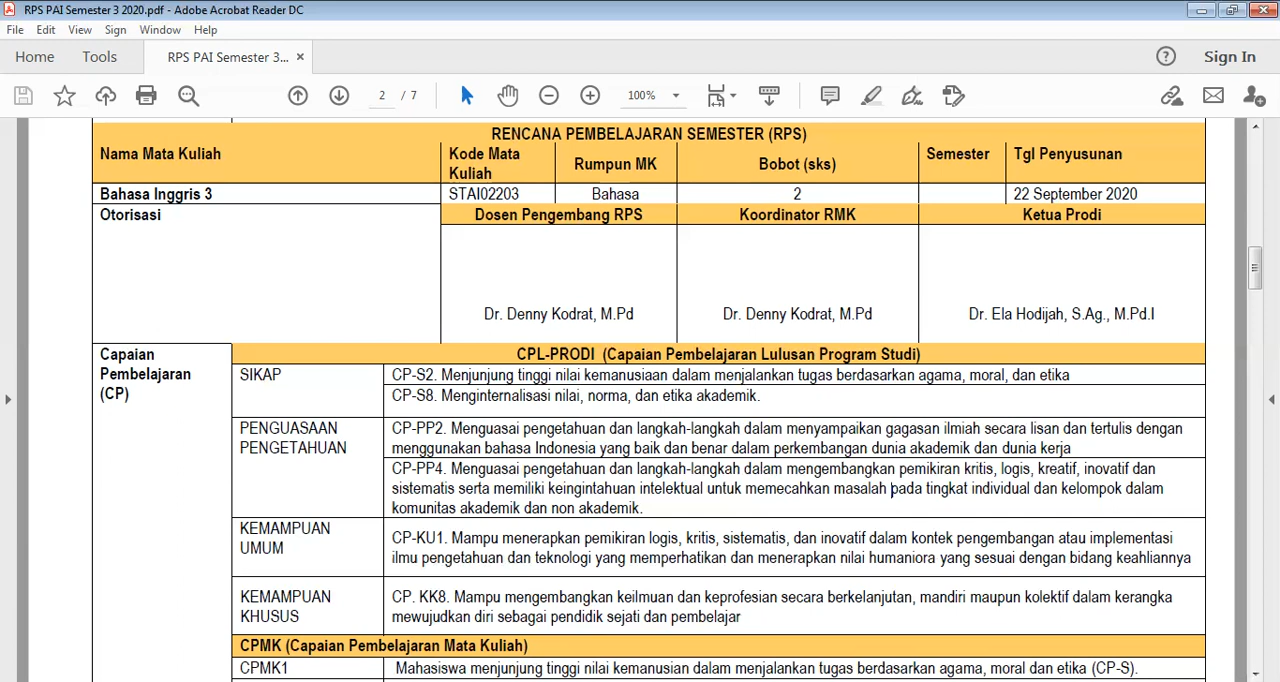 RPS PAI Semester 3 2020.pdf - Adobe Acrobat Reader DC
File Edit View Sign Window Help
Home Tools RPS PAI Semester 3... × Sign In
2 / 7 100%
RENCANA PEMBELAJARAN SEMESTER (RPS)
Nama Mata Kuliah Kode Mata Kuliah Rumpun MK Bobot (sks) Semester Tgl Penyusunan
Bahasa Inggris 3 STAI02203 Bahasa 2 22 September 2020
Otorisasi Dosen Pengembang RPS Koordinator RMK Ketua Prodi
Dr. Denny Kodrat, M.Pd Dr. Denny Kodrat, M.Pd Dr. Ela Hodijah, S.Ag., M.Pd.I
Capaian
Pembelajaran
(CP)
CPL-PRODI (Capaian Pembelajaran Lulusan Program Studi)
SIKAP
CP-S2. Menjunjung tinggi nilai kemanusiaan dalam menjalankan tugas berdasarkan agama, moral, dan etika
CP-S8. Menginternalisasi nilai, norma, dan etika akademik.
PENGUASAAN
PENGETAHUAN
CP-PP2. Menguasai pengetahuan dan langkah-langkah dalam menyampaikan gagasan ilmiah secara lisan dan tertulis dengan
menggunakan bahasa Indonesia yang baik dan benar dalam perkembangan dunia akademik dan dunia kerja
CP-PP4. Menguasai pengetahuan dan langkah-langkah dalam mengembangkan pemikiran kritis, logis, kreatif, inovatif dan
sistematis serta memiliki keingintahuan intelektual untuk memecahkan masalah pada tingkat individual dan kelompok dalam
komunitas akademik dan non akademik.
KEMAMPUAN
UMUM
CP-KU1. Mampu menerapkan pemikiran logis, kritis, sistematis, dan inovatif dalam kontek pengembangan atau implementasi
ilmu pengetahuan dan teknologi yang memperhatikan dan menerapkan nilai humaniora yang sesuai dengan bidang keahliannya
KEMAMPUAN
KHUSUS
CP. KK8. Mampu mengembangkan keilmuan dan keprofesian secara berkelanjutan, mandiri maupun kolektif dalam kerangka
mewujudkan diri sebagai pendidik sejati dan pembelajar
CPMK (Capaian Pembelajaran Mata Kuliah)
CPMK1 Mahasiswa menjunjung tinggi nilai kemanusian dalam menjalankan tugas berdasarkan agama, moral dan etika (CP-S).